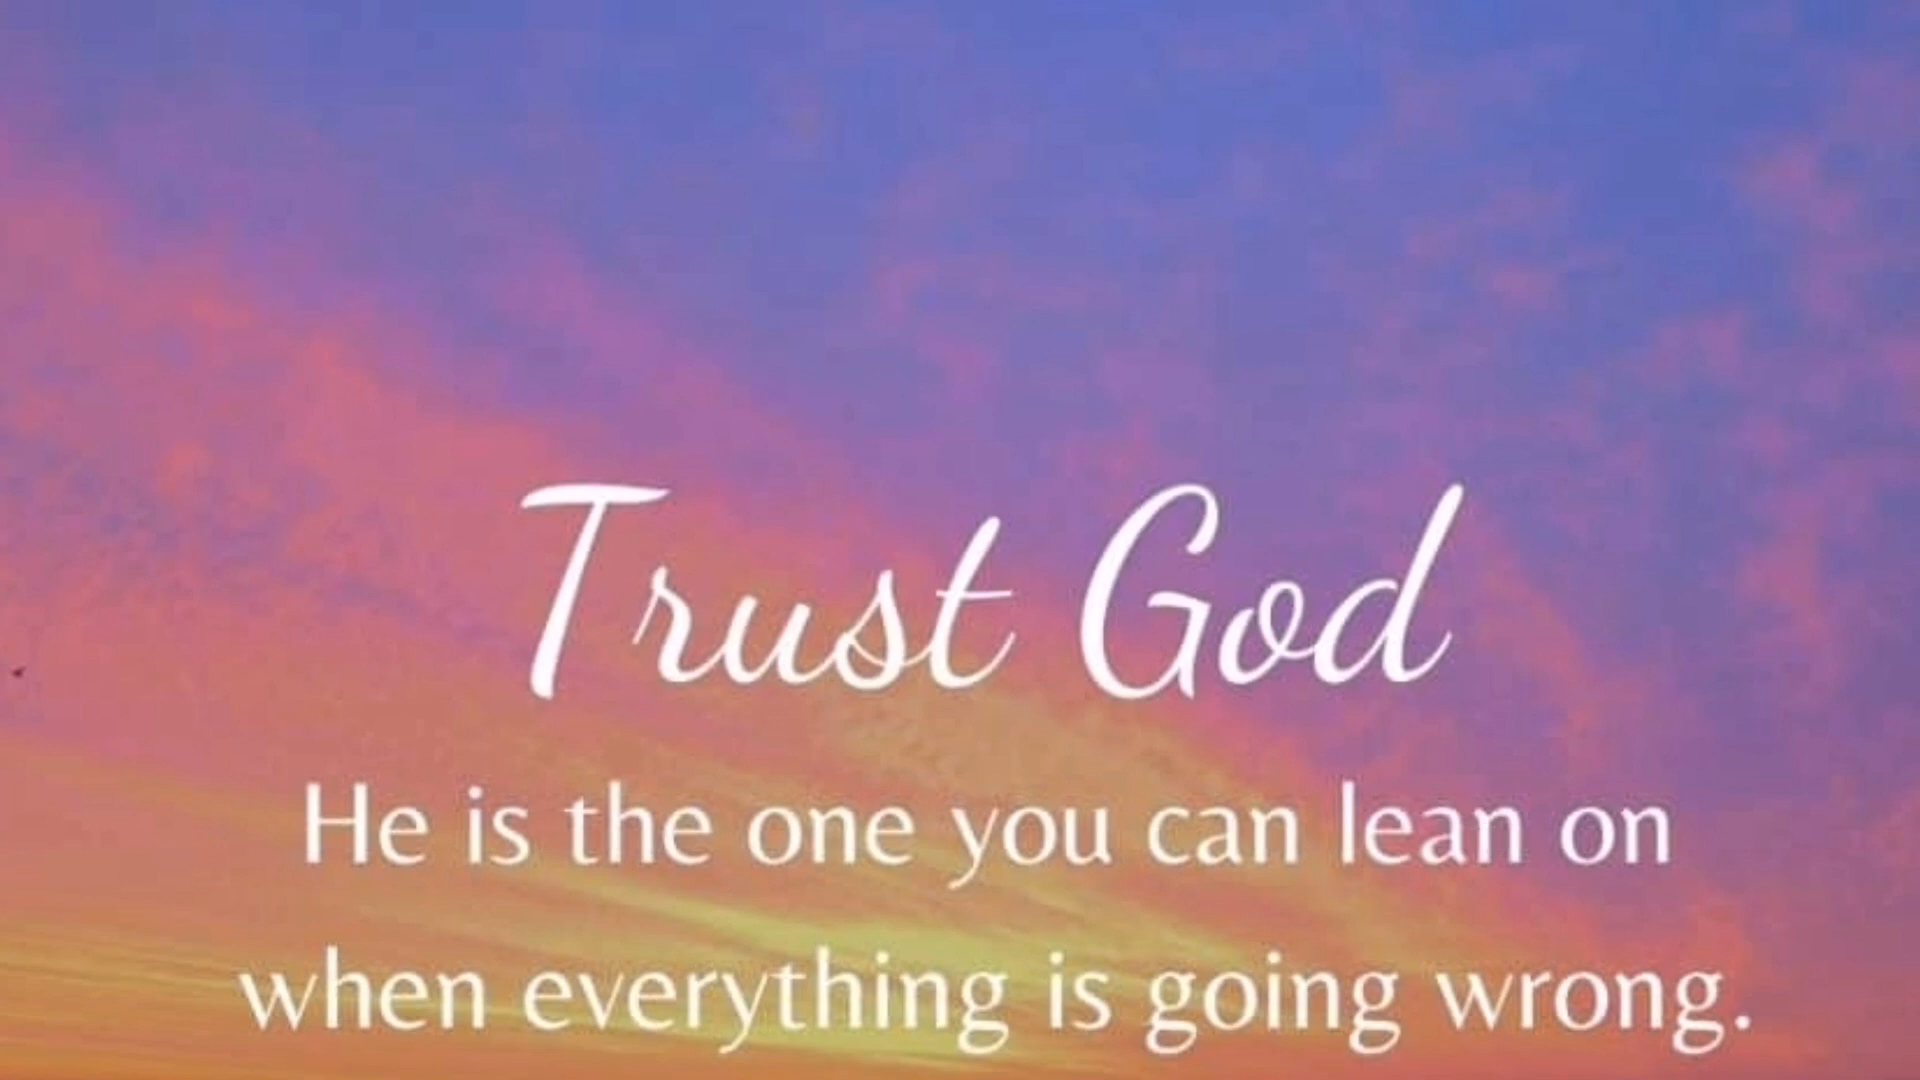 Trust God
He is the one you can lean on
when everything is going wrong.